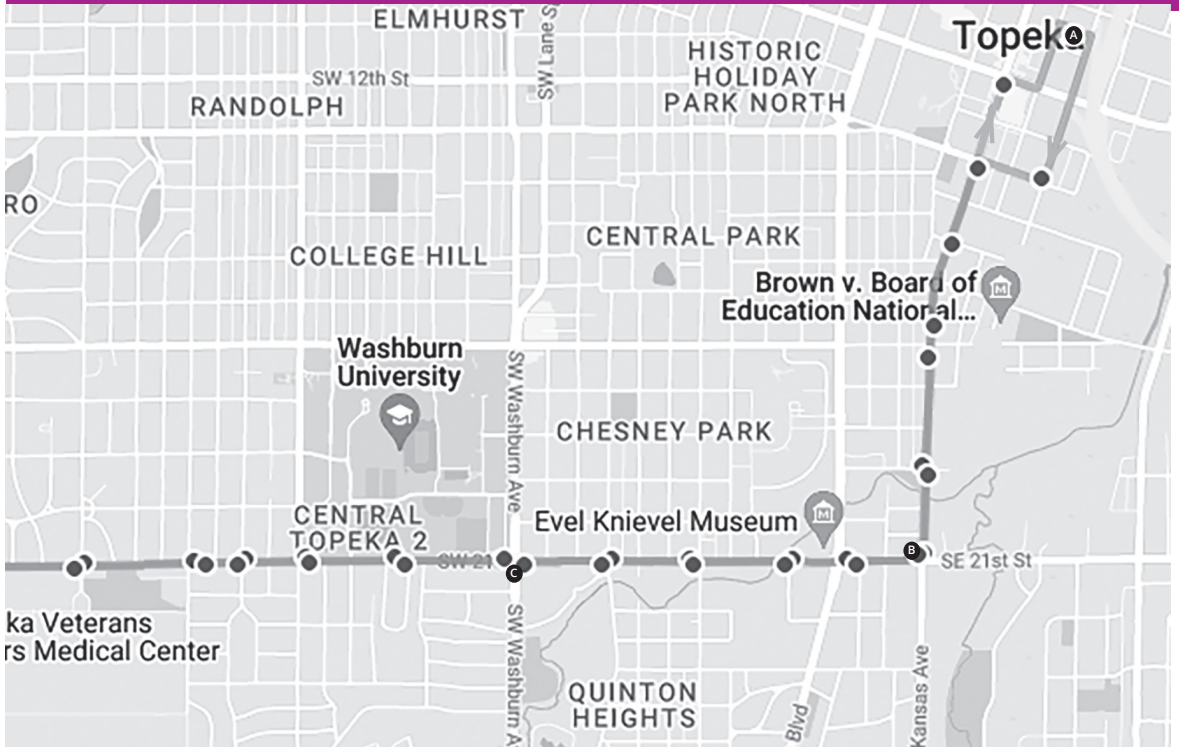 ELMHURST
SW Lane S
Topeka
A
HISTORIC
HOLIDAY
PARK NORTH
SW 12th St
RANDOLPH
RO
COLLEGE HILL
CENTRAL PARK
Brown v. Board of
Education National...
M
Washburn
University
SW Washburn Ave
CHESNEY PARK
Evel Knievel Museum
M
CENTRAL
TOPEKA 2
SW 21
B
SE 21st St
C
ka Veterans
rs Medical Center
SW Washburn A
QUINTON
HEIGHTS
Blvd
Kansas Ave